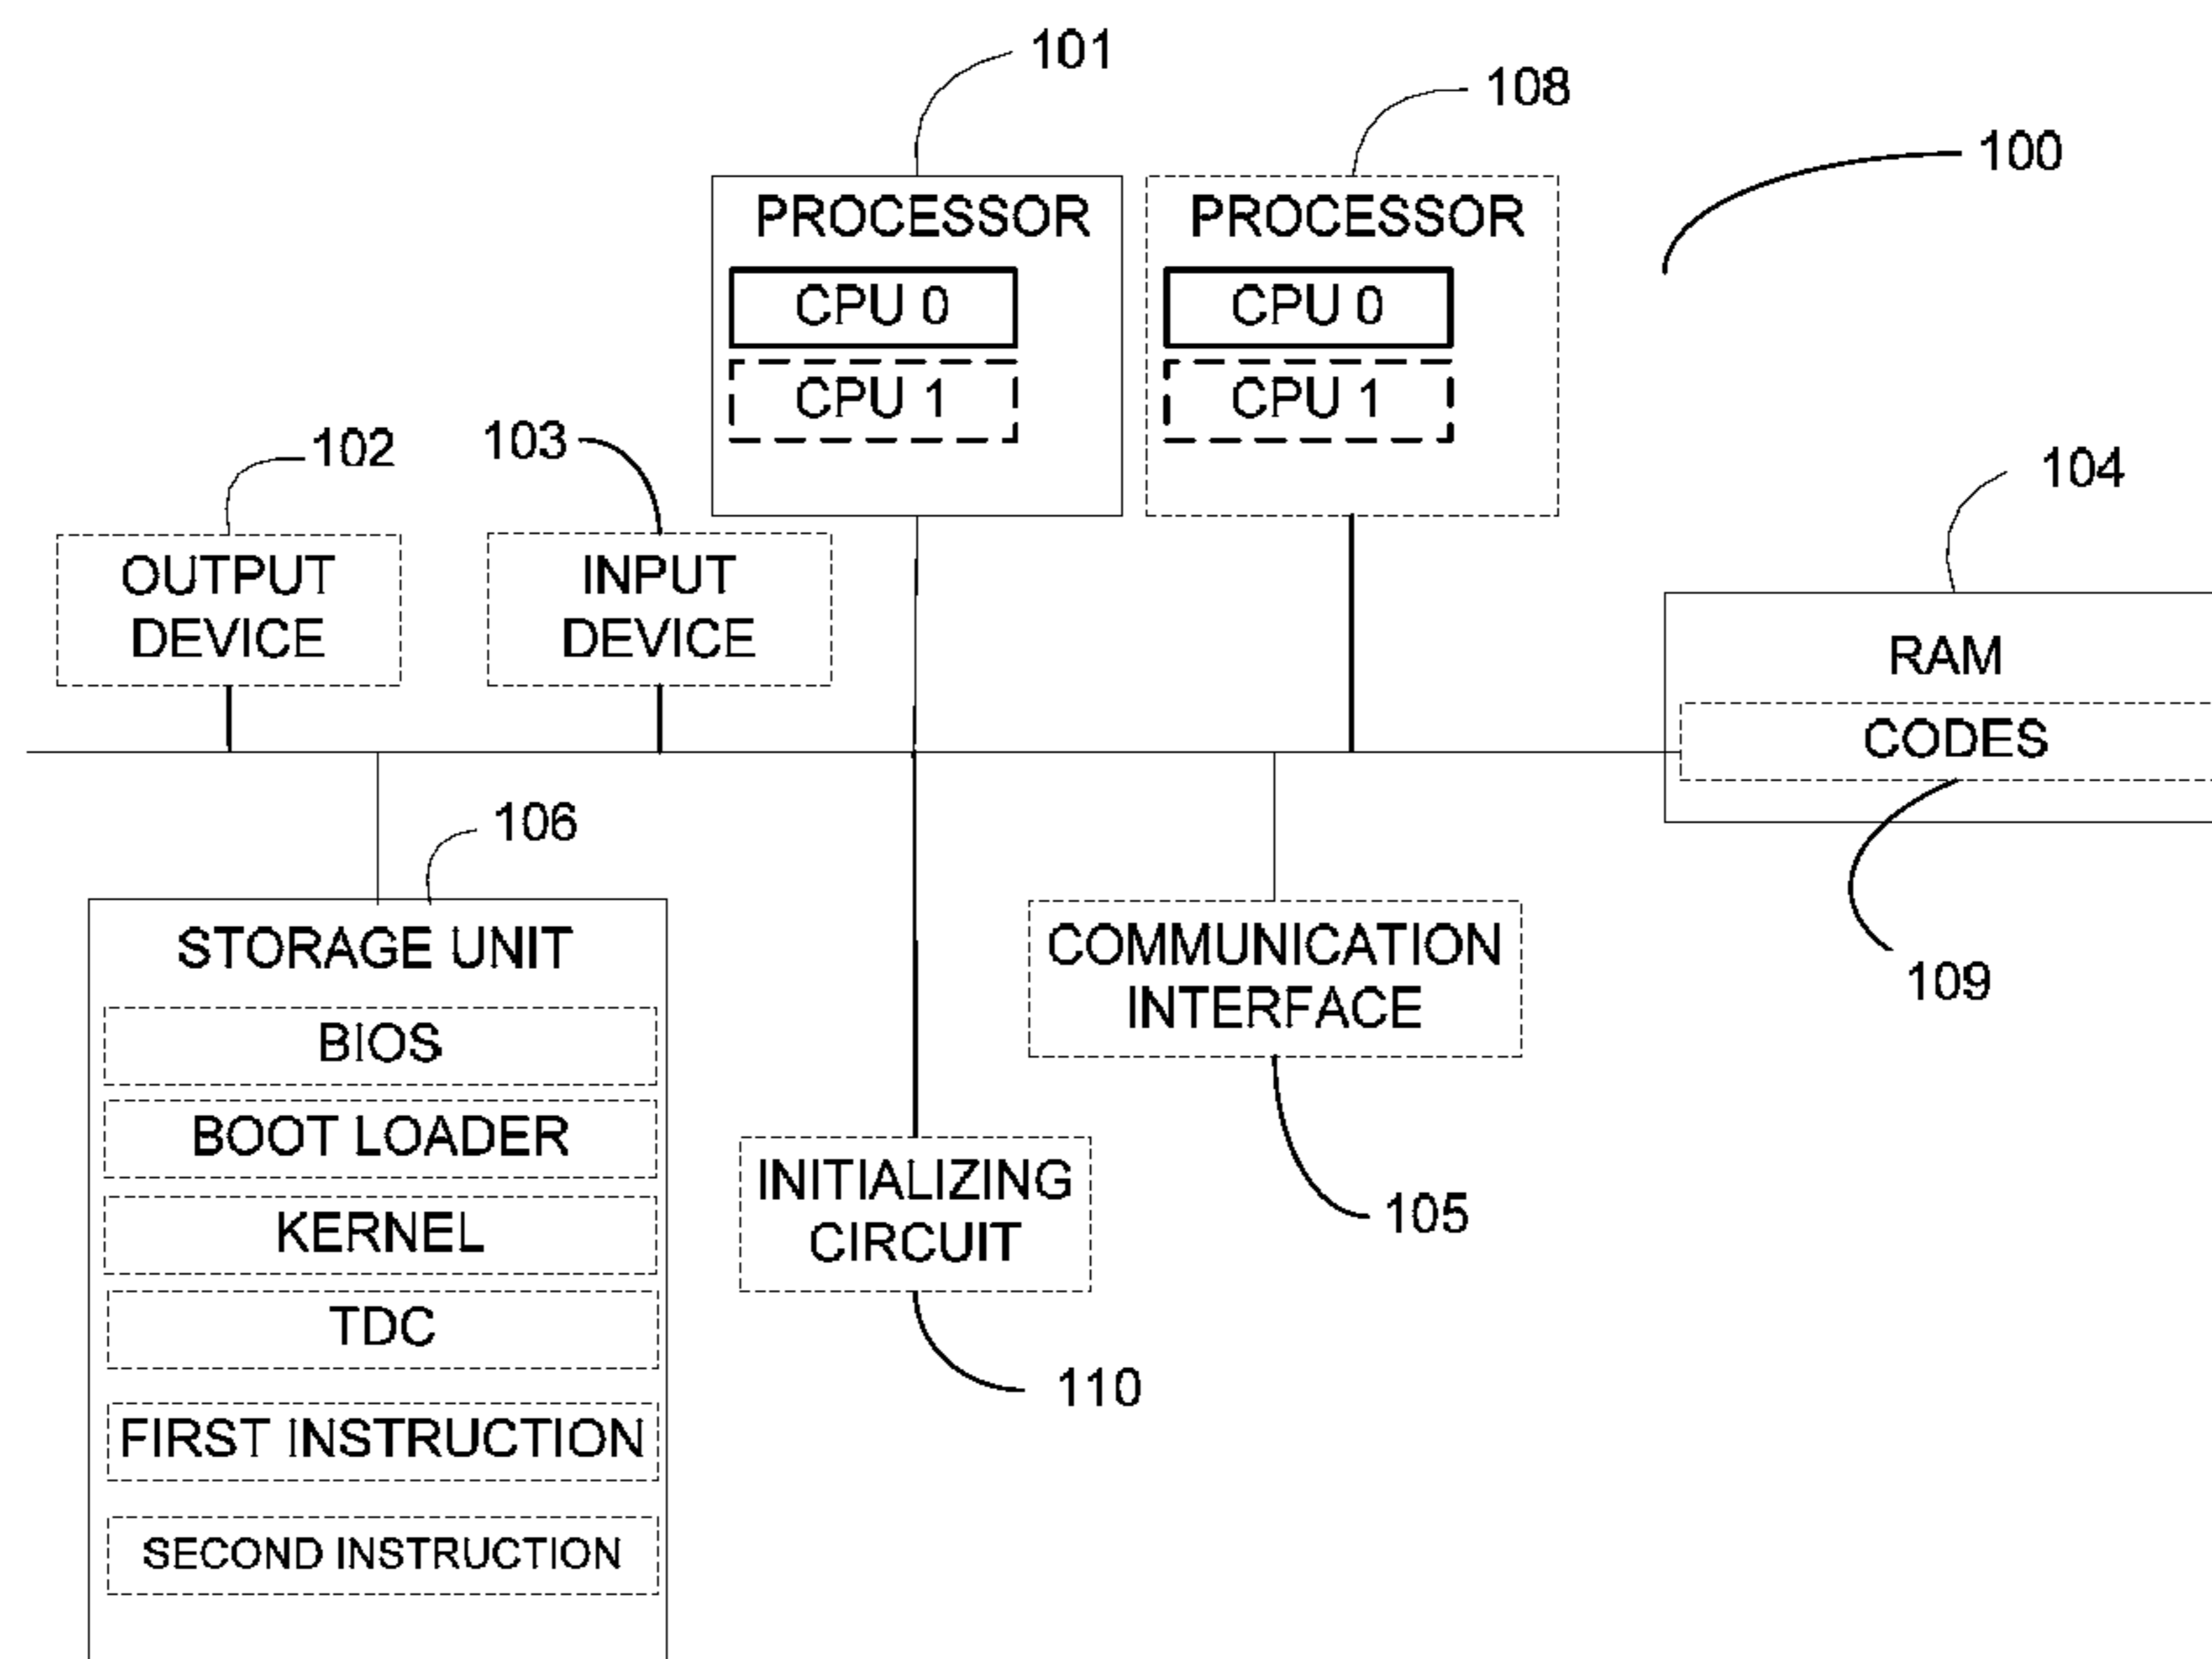 101
108
100
PROCESSOR
PROCESSOR
CPU 0
CPU 0
CPU 1
CPU 1
102
103
104
OUTPUT
DEVICE
INPUT
DEVICE
RAM
CODES
106
109
STORAGE UNIT
COMMUNICATION
INTERFACE
BIOS
BOOT LOADER
KERNEL
TDC
FIRST INSTRUCTION
SECOND INSTRUCTION
INITIALIZING
CIRCUIT
105
110